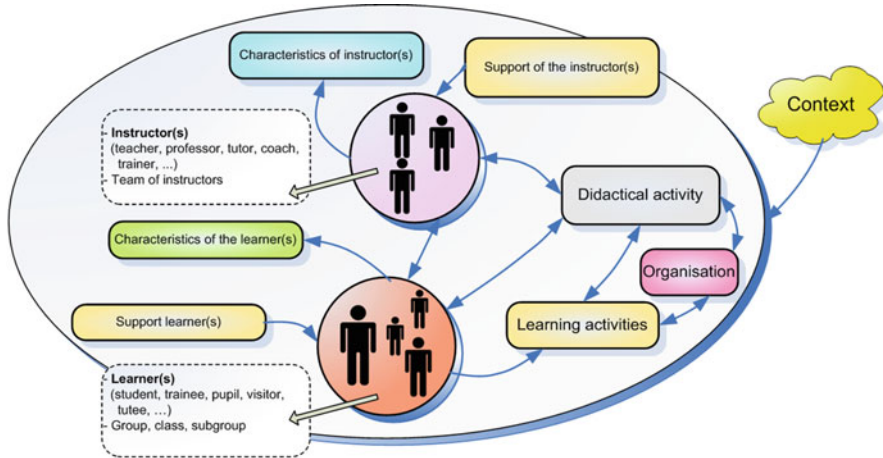 Characteristics of instructor(s)
Support of the instructor(s)
Context
- Instructor(s)
(teacher, professor, tutor, coach,
trainer, ...)
- Team of instructors
Didactical activity
Characteristics of the learner(s)
Organisation
Support learner(s)
Learning activities
- Learner(s)
(student, trainee, pupil, visitor,
tutee, ...)
- Group, class, subgroup